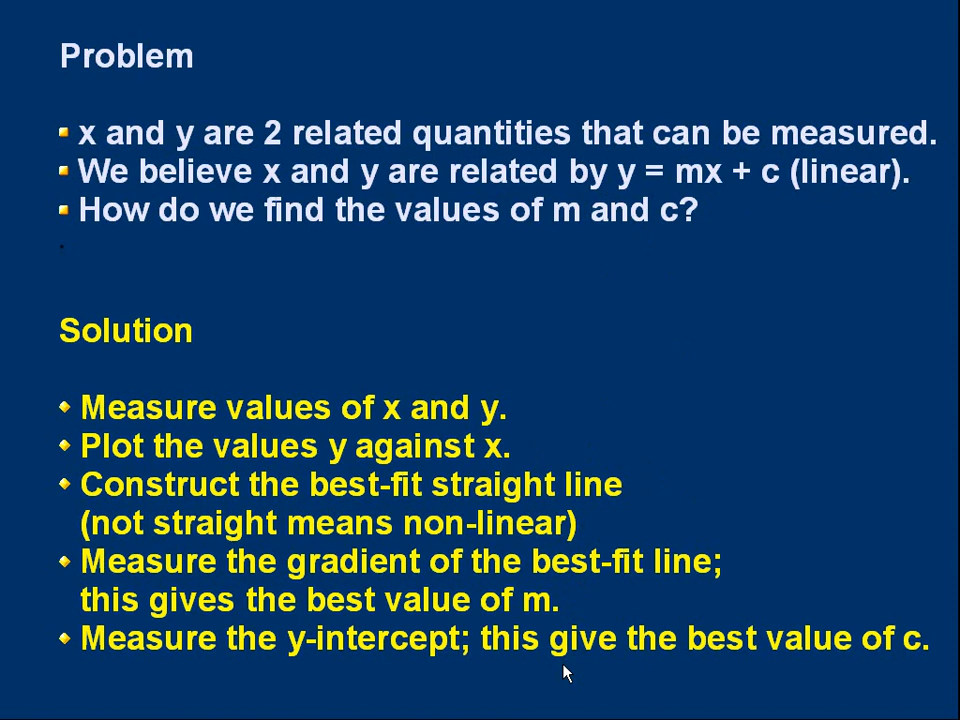 Problem
x and y are 2 related quantities that can be measured.
We believe x and y are related by y = mx + c (linear).
How do we find the values of m and c?
Solution
Measure values of x and y.
Plot the values y against x.
Construct the best-fit straight line
(not straight means non-linear)
Measure the gradient of the best-fit line;
this gives the best value of m.
Measure the y-intercept; this give the best value of c.